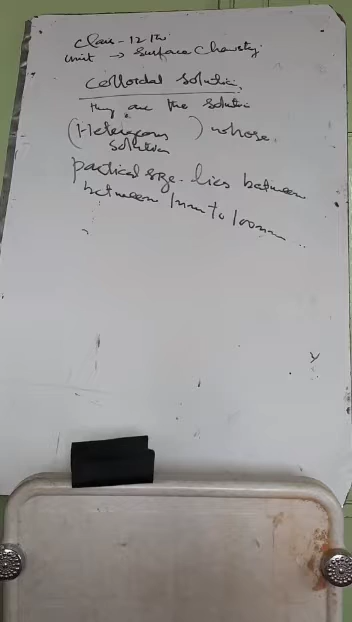 Class - 12 th
Unit → Surface Chemistry
Colloidal solution,
They are the solution
(Heterogenous ) whose
solution
partical size lies between
between 1nm to 100nm